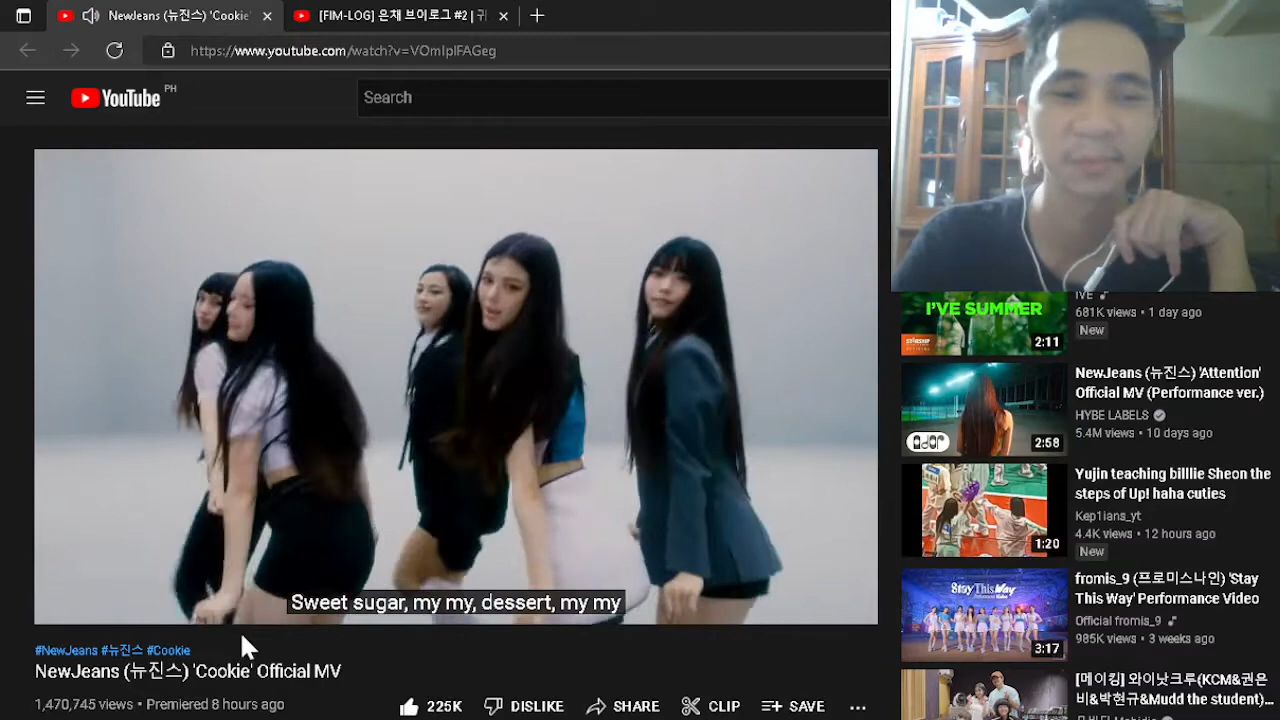 NewJeans (뉴진스) 'Cookie'
[FIM-LOG] 은채 브이로그 #2 |
https://www.youtube.com/watch?v=VOmIplFAGeg
YouTube PH
Search
eet sugar, my my, dessert, my my
#NewJeans #뉴진스 #Cookie
NewJeans (뉴진스) 'Cookie' Official MV
1,470,745 views • Premiered 8 hours ago
225K
DISLIKE
SHARE
CLIP
SAVE
I'VE SUMMER
STARSHIP
2:11
IVE
681K views • 1 day ago
New
ador
2:58
NewJeans (뉴진스) 'Attention'
Official MV (Performance ver.)
HYBE LABELS
5.4M views • 10 days ago
1:20
Yujin teaching billlie Sheon the
steps of Up! haha cuties
Kep1ians_yt
4.4K views • 12 hours ago
New
Stay This Way
3:17
fromis_9 (프로미스나인) 'Stay
This Way' Performance Video
Official fromis_9
985K views • 3 weeks ago
[메이킹] 와이낫크루(KCM&권은
비&박현규&Mudd the student)...